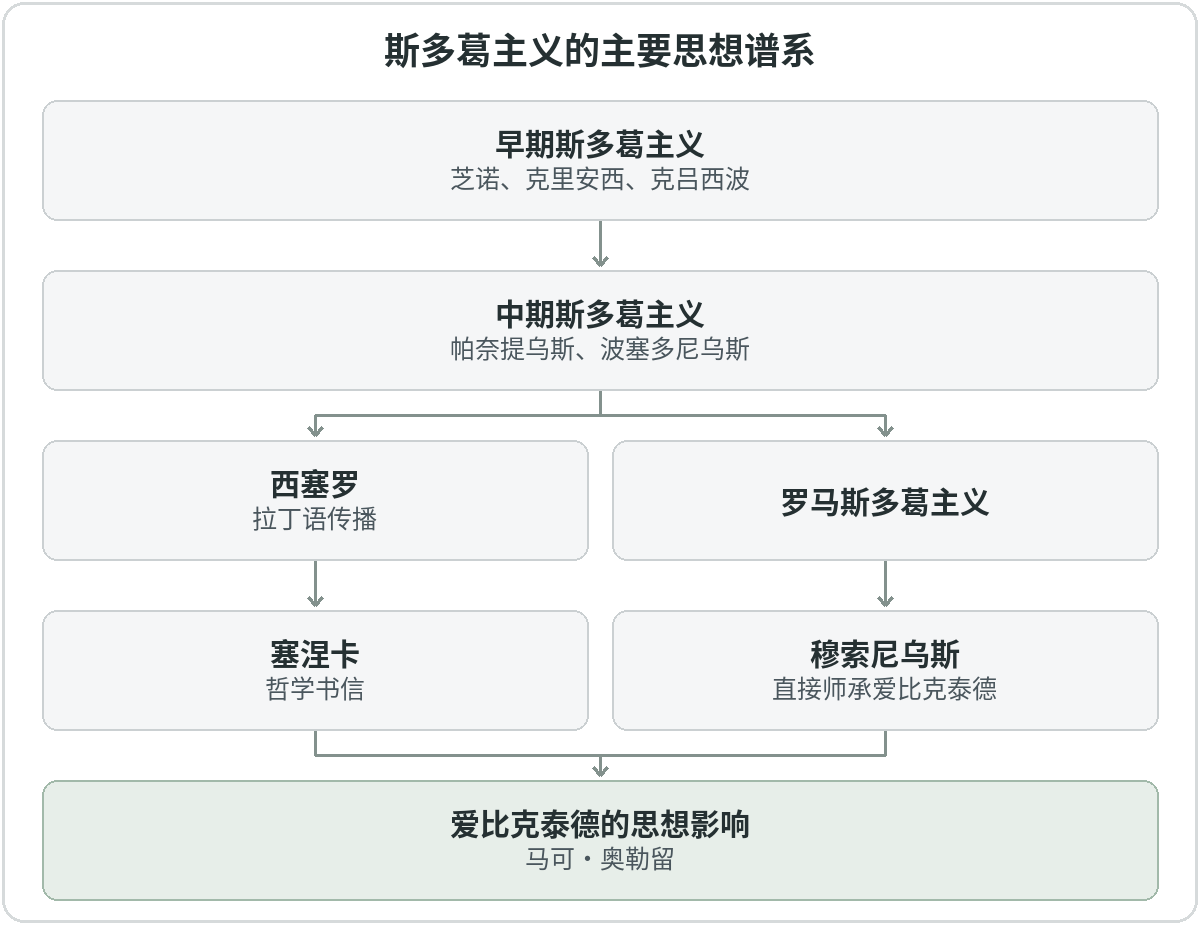 斯多葛主义的主要思想谱系
早期斯多葛主义
芝诺、克里安西、克吕西波
中期斯多葛主义
帕奈提乌斯、波塞多尼乌斯
西塞罗
拉丁语传播
罗马斯多葛主义
塞涅卡
哲学书信
穆索尼乌斯
直接师承爱比克泰德
爱比克泰德的思想影响
马可・奥勒留